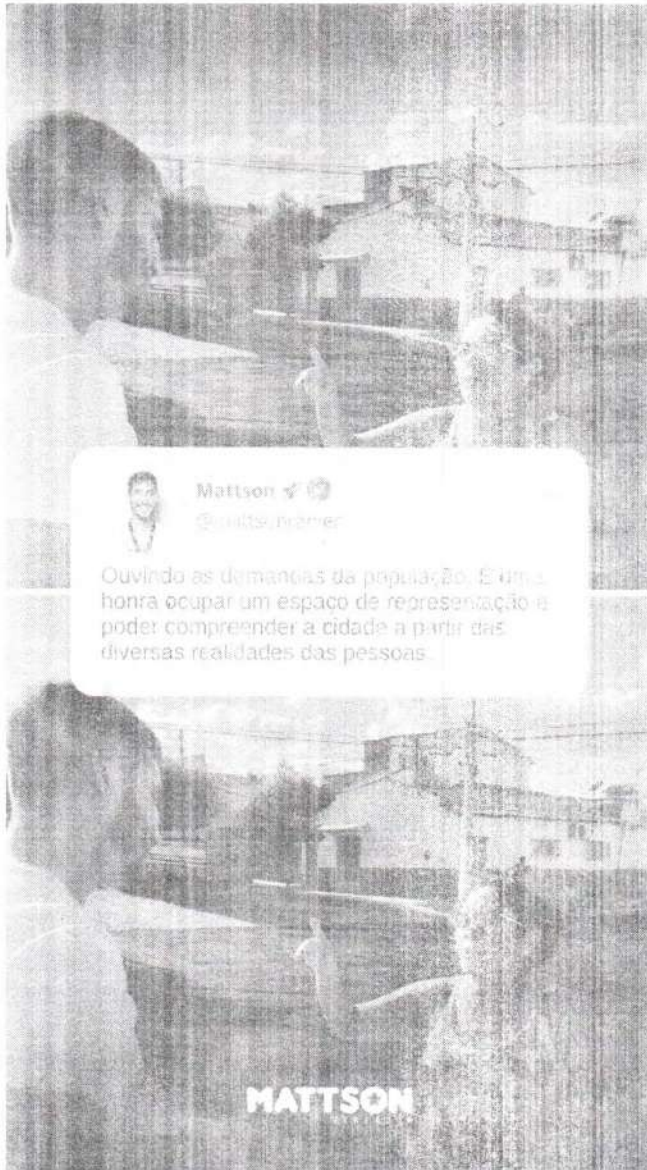 Mattson
Ouvindo as demandas da população. É uma
honra ocupar um espaço de representação e
poder compreender a cidade a partir das
diversas realidades das pessoas.
MATTSON